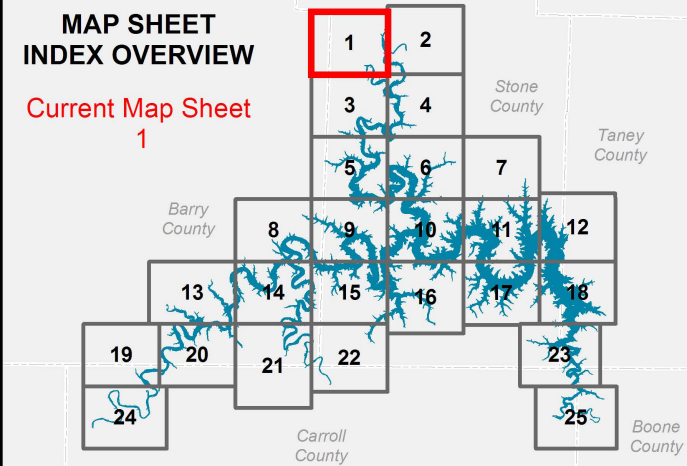 MAP SHEET
INDEX OVERVIEW
Current Map Sheet
1
1
2
3
4
Stone
County
Taney
County
5
6
7
Barry
County
8
9
10
11
12
13
14
15
16
17
18
19
20
21
22
23
24
25
Carroll
County
Boone
County